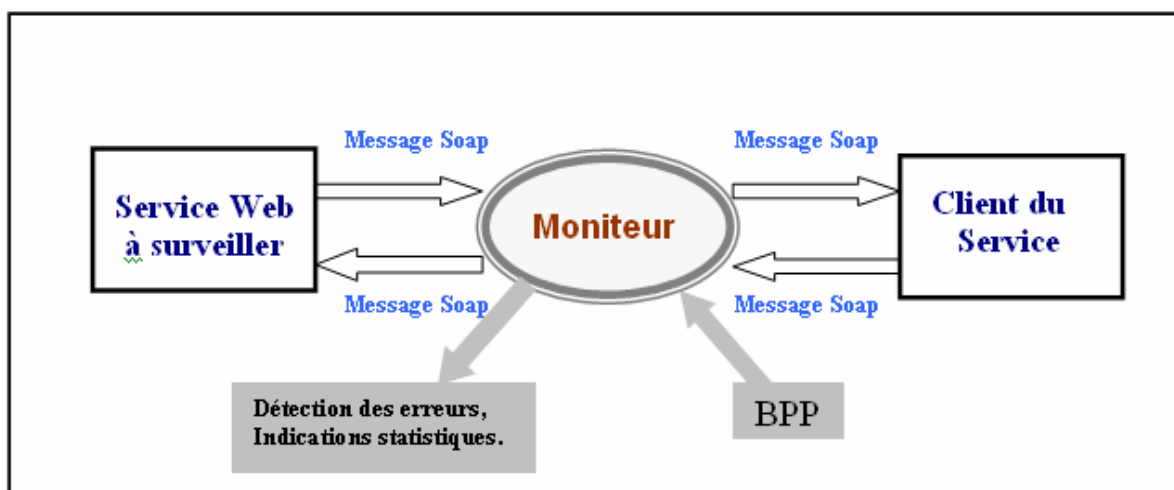 Message Soap
Message Soap
Service Web
à surveiller
Moniteur
Client du
Service
Message Soap
Message Soap
Détection des erreurs,
Indications statistiques.
BPP